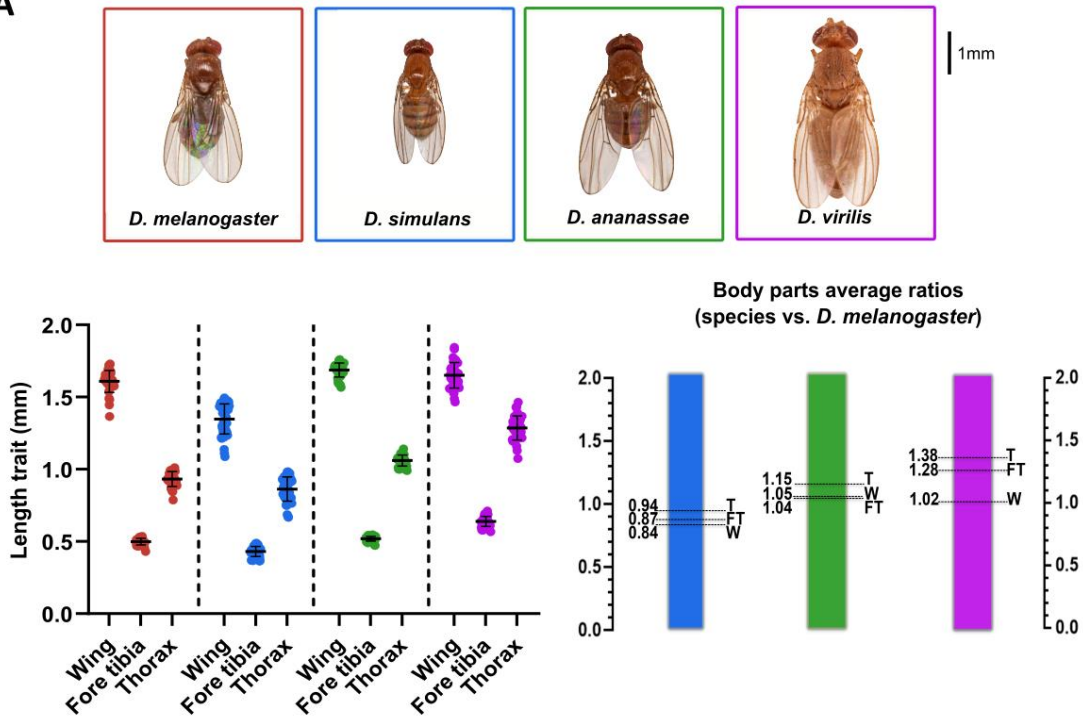 A
1mm
D. melanogaster
D. simulans
D. ananassae
D. virilis
Body parts average ratios
(species vs. D. melanogaster)
Length trait (mm)
2.0
1.5
1.0
0.5
0.0
Wing
Fore tibia
Thorax
Wing
Fore tibia
Thorax
Wing
Fore tibia
Thorax
Wing
Fore tibia
Thorax
2.0
1.5
1.0
0.5
0.0
0.94 T
0.87 FT
0.84 W
1.15 T
1.05 W
1.04 FT
1.38 T
1.28 FT
1.02 W
2.0
1.5
1.0
0.5
0.0